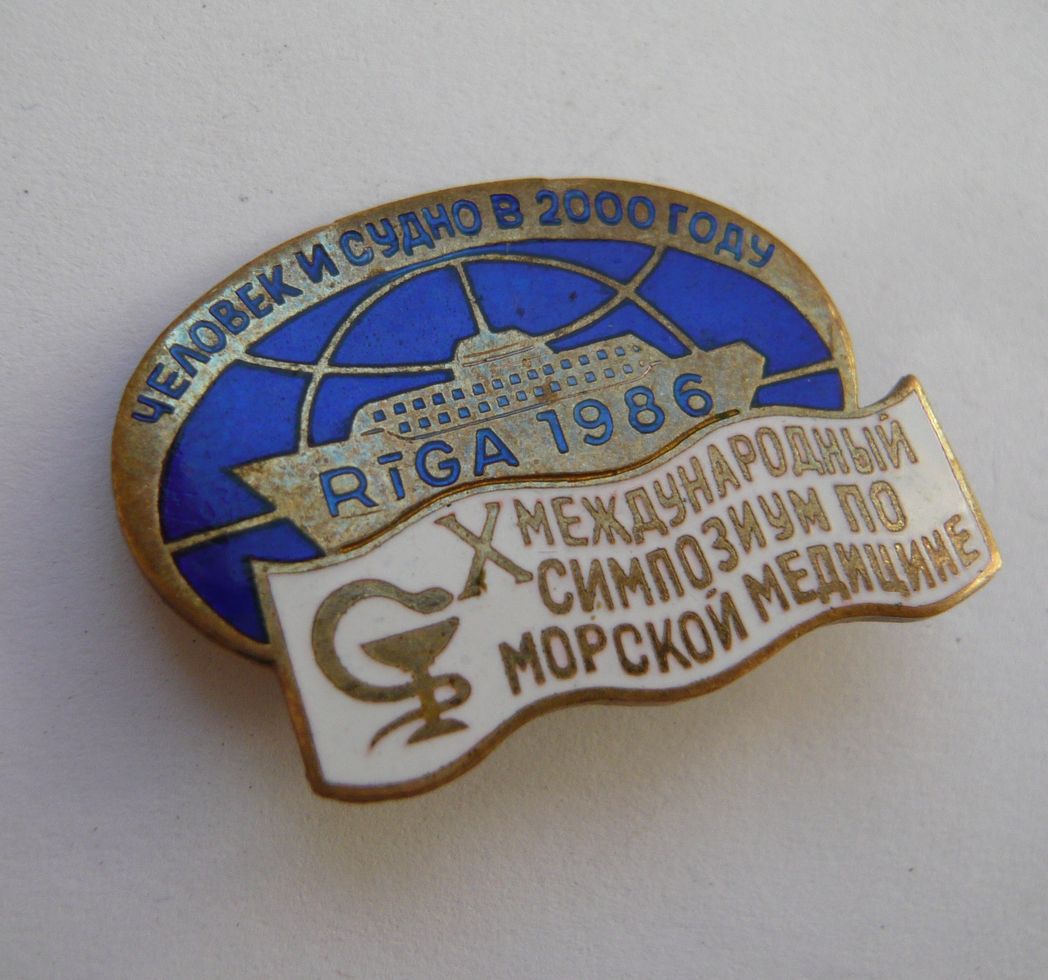 ЧЕЛОВЕК И СУДНО В 2000 ГОДУ
RĪGA 1986
X МЕЖДУНАРОДНЫЙ
СИМПОЗИУМ ПО
МОРСКОЙ МЕДИЦИНЕ